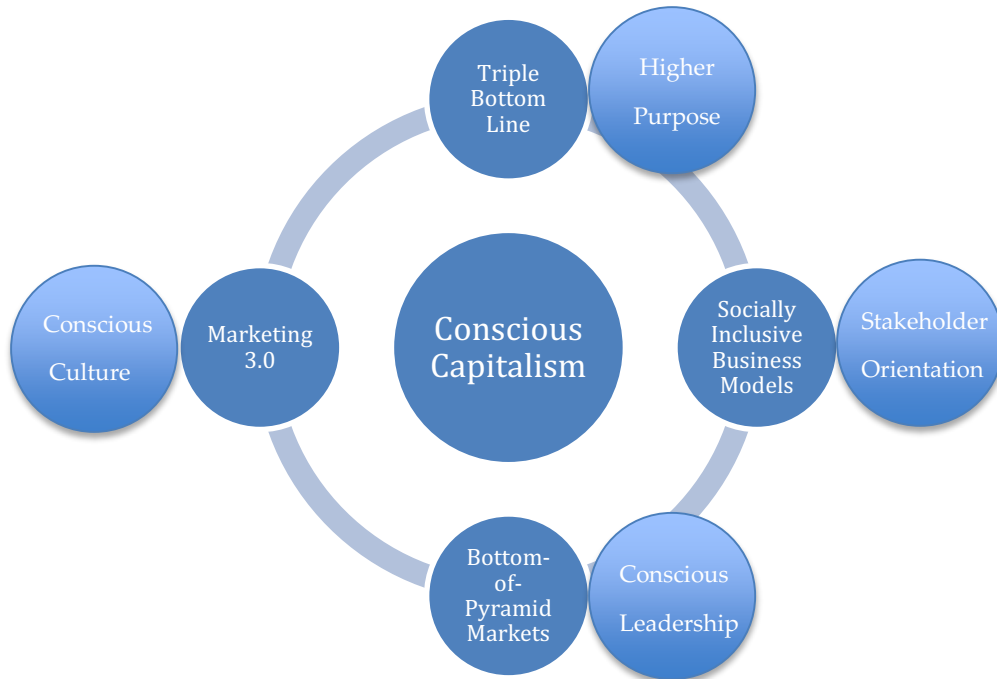 Triple
Bottom
Line
Higher
Purpose
Conscious
Culture
Marketing
3.0
Conscious
Capitalism
Socially
Inclusive
Business
Models
Stakeholder
Orientation
Bottom-
of-
Pyramid
Markets
Conscious
Leadership